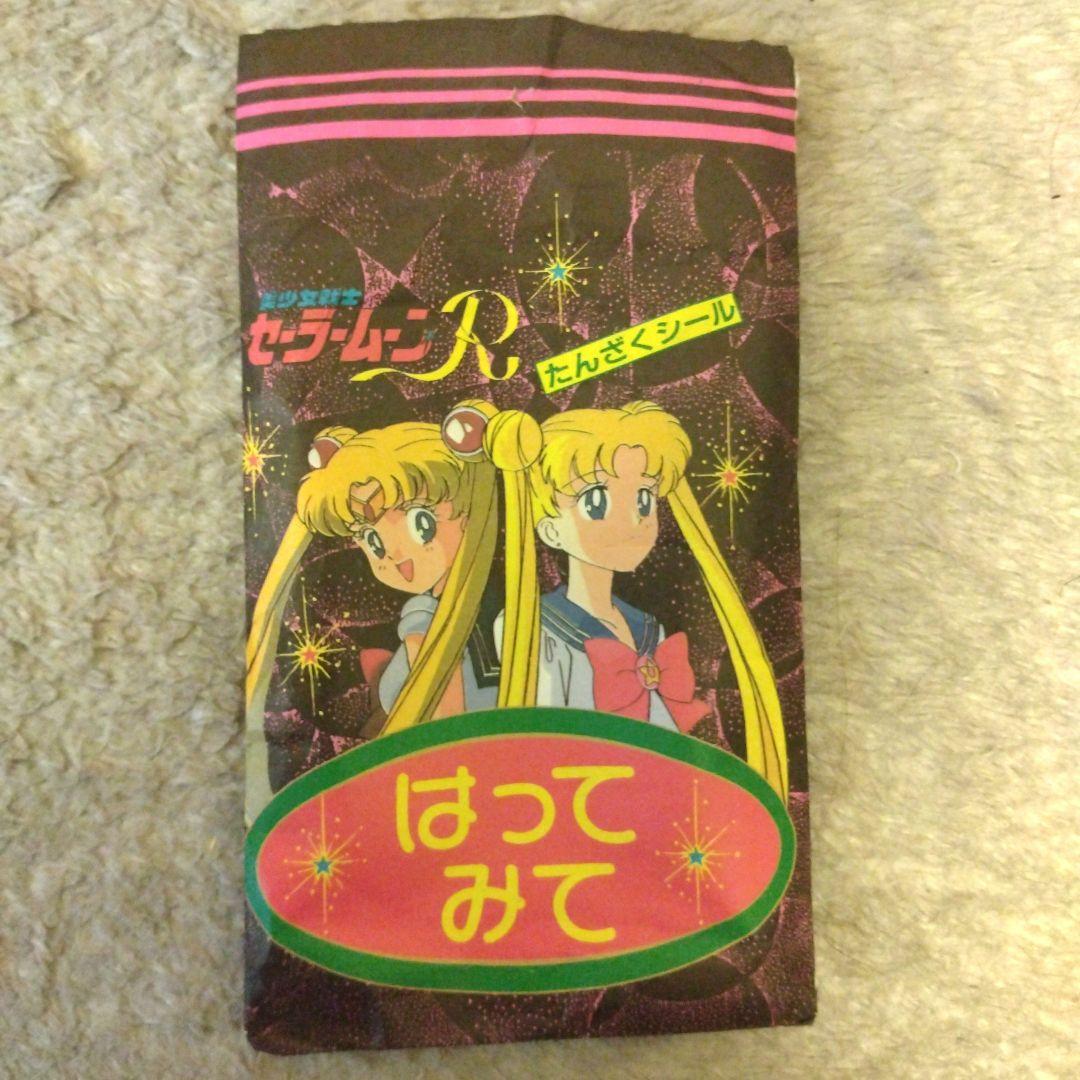 美少女戦士
セーラームーンR
たんざくシール
はって
みて